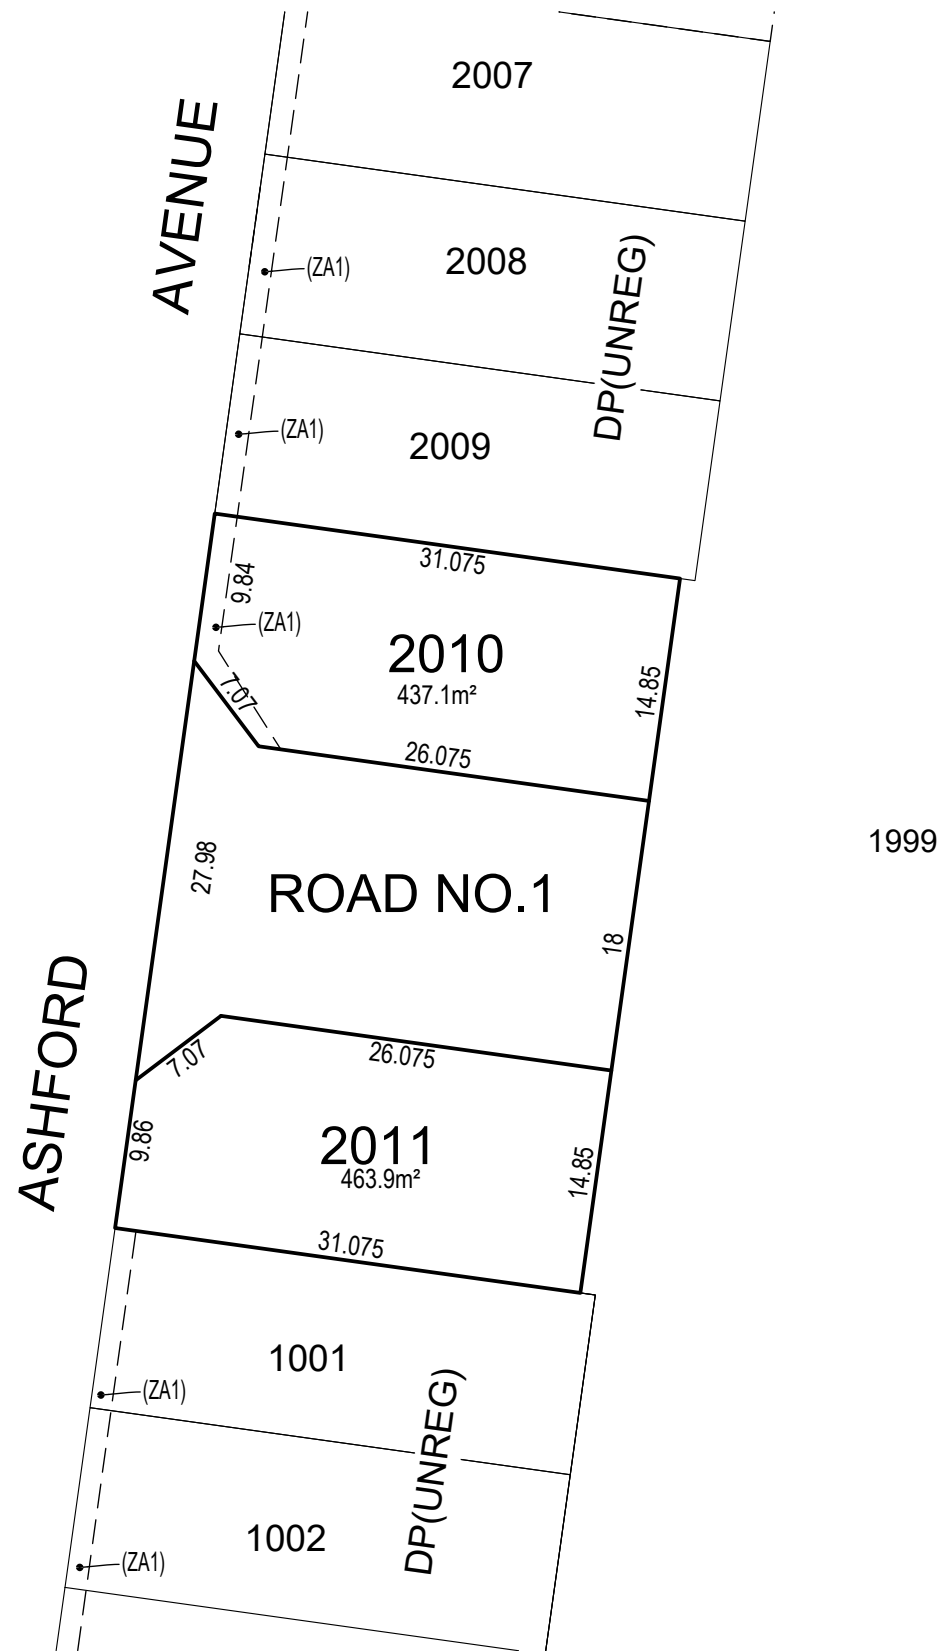 2007
AVENUE
2008
(ZA1)
DP(UNREG)
2009
(ZA1)
31.075
9.84
(ZA1)
2010
437.1m²
14.85
7.07
26.075
1999
27.98
ROAD NO.1
18
ASHFORD
26.075
7.07
9.86
2011
463.9m²
14.85
31.075
1001
(ZA1)
DP(UNREG)
1002
(ZA1)